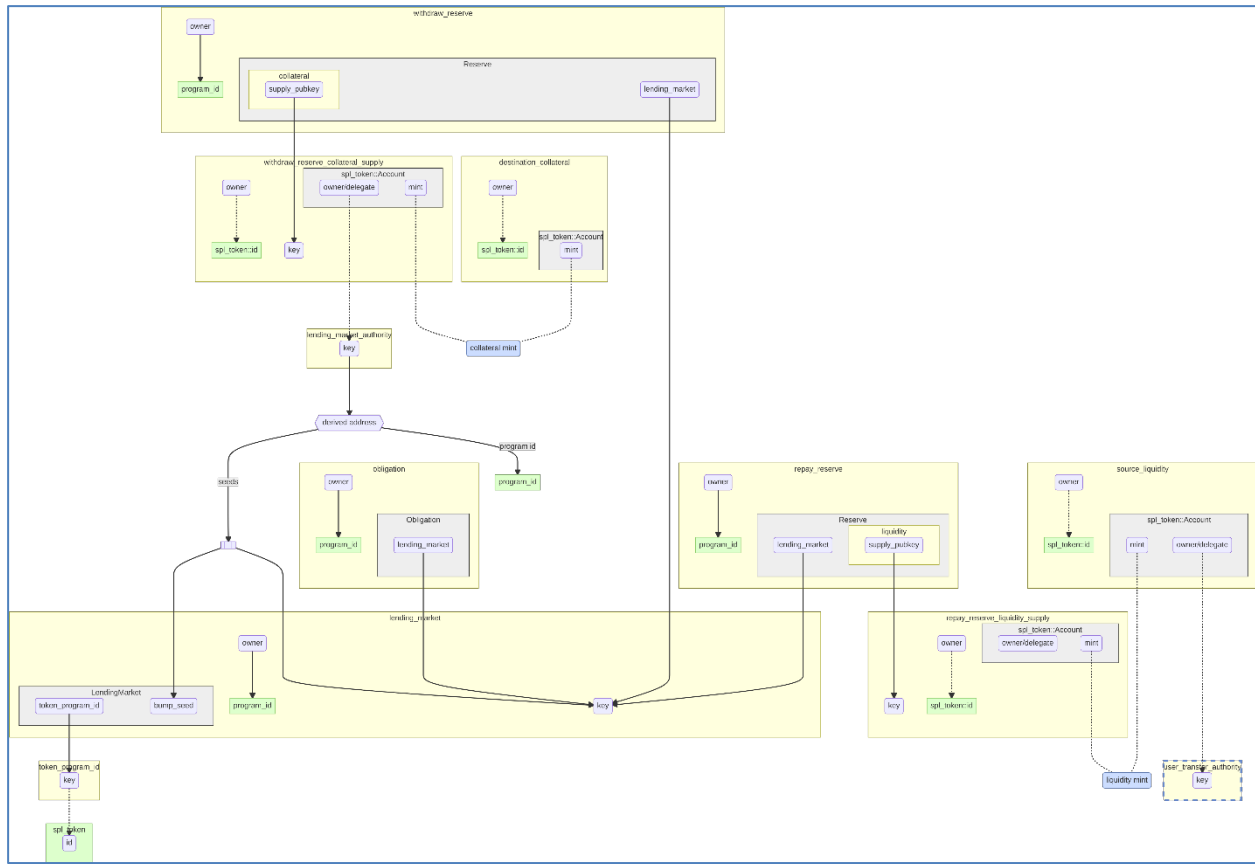 withdraw_reserve
owner
Reserve
collateral
program_id
supply_pubkey
lending_market
withdraw_reserve_collateral_supply
destination_collateral
spl_token::Account
owner
owner/delegate
mint
owner
spl_token::Account
spl_token::id
key
spl_token::id
mint
lending_market_authority
key
collateral mint
derived address
program id
seeds
program_id
obligation
repay_reserve
source_liquidity
owner
owner
owner
Obligation
Reserve
spl_token::Account
liquidity
program_id
lending_market
program_id
lending_market
supply_pubkey
spl_token::id
mint
owner/delegate
lending_market
repay_reserve_liquidity_supply
spl_token::Account
owner
owner
owner/delegate
mint
LendingMarket
token_program_id
bump_seed
program_id
key
key
spl_token::id
token_program_id
user_transfer_authority
key
liquidity mint
key
spl_token
id